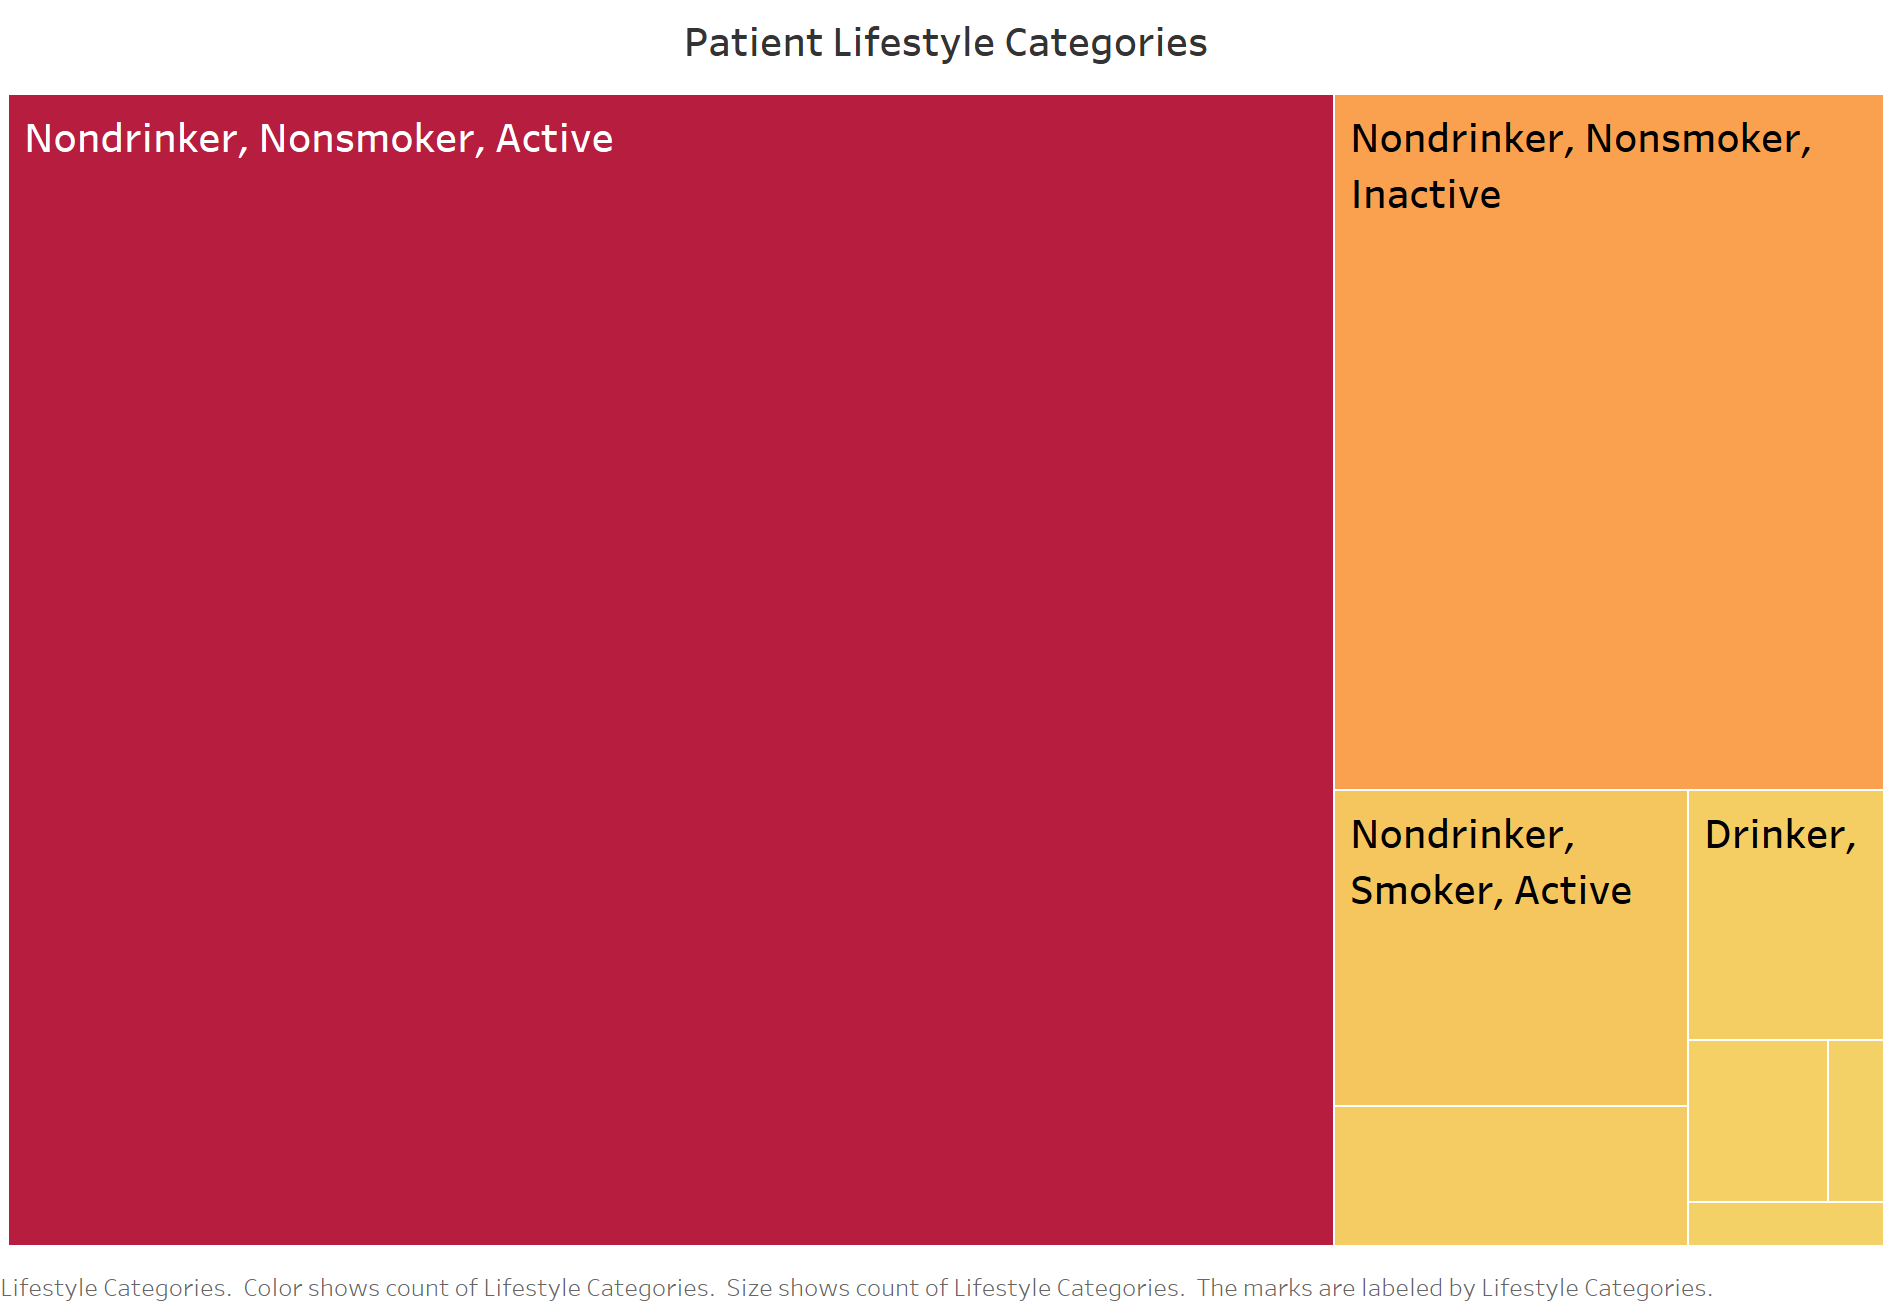 Patient Lifestyle Categories
Nondrinker, Nonsmoker, Active
Nondrinker, Nonsmoker,
Inactive
Nondrinker,
Smoker, Active
Drinker,
Lifestyle Categories.  Color shows count of Lifestyle Categories.  Size shows count of Lifestyle Categories.  The marks are labeled by Lifestyle Categories.